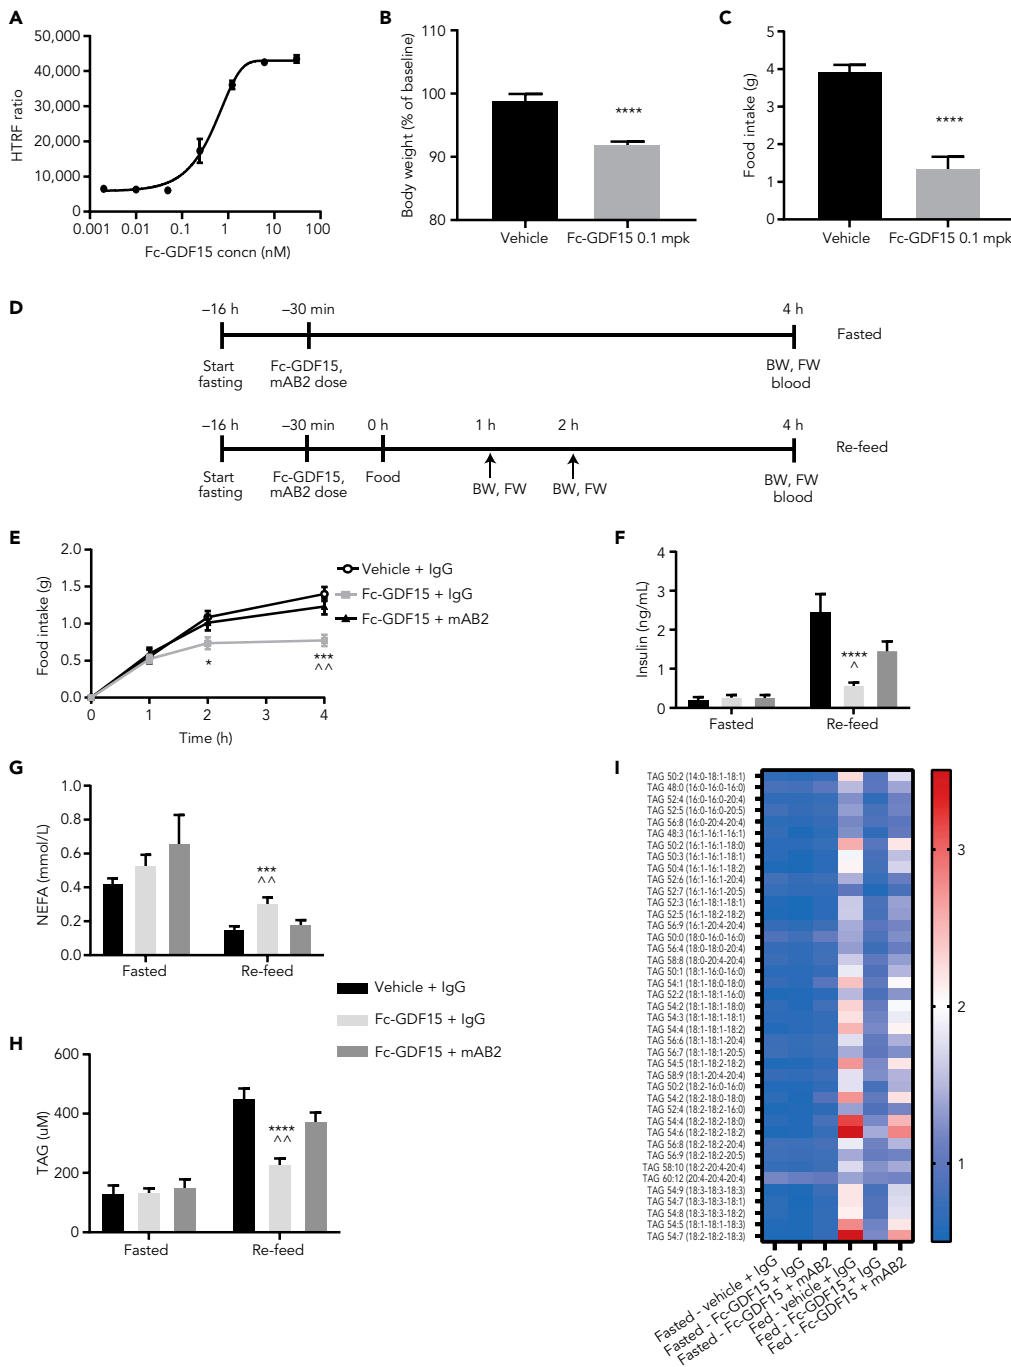 A
50,000
40,000
30,000
20,000
10,000
0
HTRF ratio
0.001 0.01 0.1 1 10 100
Fc-GDF15 concn (nM)
B
110
100
90
80
Body weight (% of baseline)
****
Vehicle Fc-GDF15 0.1 mpk
C
5
4
3
2
1
0
Food intake (g)
****
Vehicle Fc-GDF15 0.1 mpk
D
–16 h –30 min 4 h
Fasted
Start fasting
Fc-GDF15, mAB2 dose
BW, FW blood
–16 h –30 min 0 h 1 h 2 h 4 h
Re-feed
Start fasting
Fc-GDF15, mAB2 dose
Food
BW, FW
BW, FW
BW, FW blood
E
2.0
1.5
1.0
0.5
0.0
Food intake (g)
0 1 2 3 4
Time (h)
*
***
^^
Vehicle + IgG
Fc-GDF15 + IgG
Fc-GDF15 + mAB2
F
4
3
2
1
0
Insulin (ng/mL)
****
^
Fasted Re-feed
G
1.0
0.8
0.6
0.4
0.2
0.0
NEFA (mmol/L)
***
^^
Fasted Re-feed
Vehicle + IgG
Fc-GDF15 + IgG
Fc-GDF15 + mAB2
H
600
400
200
0
TAG (uM)
****
^^
Fasted Re-feed
I
TAG 50:2 (14:0-18:1-18:1)
TAG 48:0 (16:0-16:0-16:0)
TAG 52:4 (16:0-16:0-20:4)
TAG 52:5 (16:0-16:0-20:5)
TAG 56:8 (16:0-20:4-20:4)
TAG 48:3 (16:1-16:1-16:1)
TAG 50:2 (16:1-16:1-18:0)
TAG 50:3 (16:1-16:1-18:1)
TAG 50:4 (16:1-16:1-18:2)
TAG 52:6 (16:1-16:1-20:4)
TAG 52:7 (16:1-16:1-20:5)
TAG 52:3 (16:1-18:1-18:1)
TAG 52:5 (16:1-18:2-18:2)
TAG 56:9 (16:1-20:4-20:4)
TAG 50:0 (18:0-16:0-16:0)
TAG 56:4 (18:0-18:0-20:4)
TAG 58:8 (18:0-20:4-20:4)
TAG 50:1 (18:1-16:0-16:0)
TAG 54:1 (18:1-18:0-18:0)
TAG 52:2 (18:1-18:1-16:0)
TAG 54:2 (18:1-18:1-18:0)
TAG 54:3 (18:1-18:1-18:1)
TAG 54:4 (18:1-18:1-18:2)
TAG 56:6 (18:1-18:1-20:4)
TAG 56:7 (18:1-18:1-20:5)
TAG 54:5 (18:1-18:2-18:2)
TAG 58:9 (18:1-20:4-20:4)
TAG 50:2 (18:2-16:0-16:0)
TAG 54:2 (18:2-18:0-18:0)
TAG 52:4 (18:2-18:2-16:0)
TAG 54:4 (18:2-18:2-18:0)
TAG 54:6 (18:2-18:2-18:2)
TAG 56:8 (18:2-18:2-20:4)
TAG 56:9 (18:2-18:2-20:5)
TAG 58:10 (18:2-20:4-20:4)
TAG 60:12 (20:4-20:4-20:4)
TAG 54:9 (18:3-18:3-18:3)
TAG 54:7 (18:3-18:3-18:1)
TAG 54:8 (18:3-18:3-18:2)
TAG 54:5 (18:1-18:1-18:3)
TAG 54:7 (18:2-18:2-18:3)
3
2
1
Fasted - vehicle + IgG
Fasted - Fc-GDF15 + IgG
Fasted - Fc-GDF15 + mAB2
Fed - vehicle + IgG
Fed - Fc-GDF15 + IgG
Fed - Fc-GDF15 + mAB2